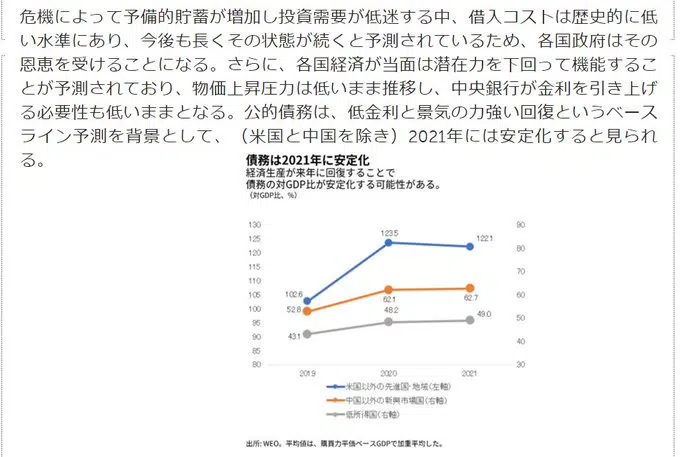 危機によって予備的貯蓄が増加し投資需要が低迷する中、借入コストは歴史的に低
い水準にあり、今後も長くその状態が続くと予測されているため、各国政府はその
恩恵を受けることになる。さらに、各国経済が当面は潜在力を下回って機能するこ
とが予測されており、物価上昇圧力は低いまま推移し、中央銀行が金利を引き上げ
る必要性も低いままとなる。公的債務は、低金利と景気の力強い回復というベース
ライン予測を背景として、（米国と中国を除き）2021年には安定化すると見られ
る。
債務は2021年に安定化
経済生産が来年に回復することで
債務の対GDP比が安定化する可能性がある。
（対GDP比、%）
130 90
125 123.5 122.1
120 80
115 70
110
105 102.6 60
100 52.8 62.1 62.7
95 48.2 49.0 50
90 43.1 40
85
80 30
2019 2020 2021
米国以外の先進国・地域（左軸）
中国以外の新興市場国（右軸）
低所得国（右軸）
出所: WEO。平均値は、購買力平価ベースGDPで加重平均した。